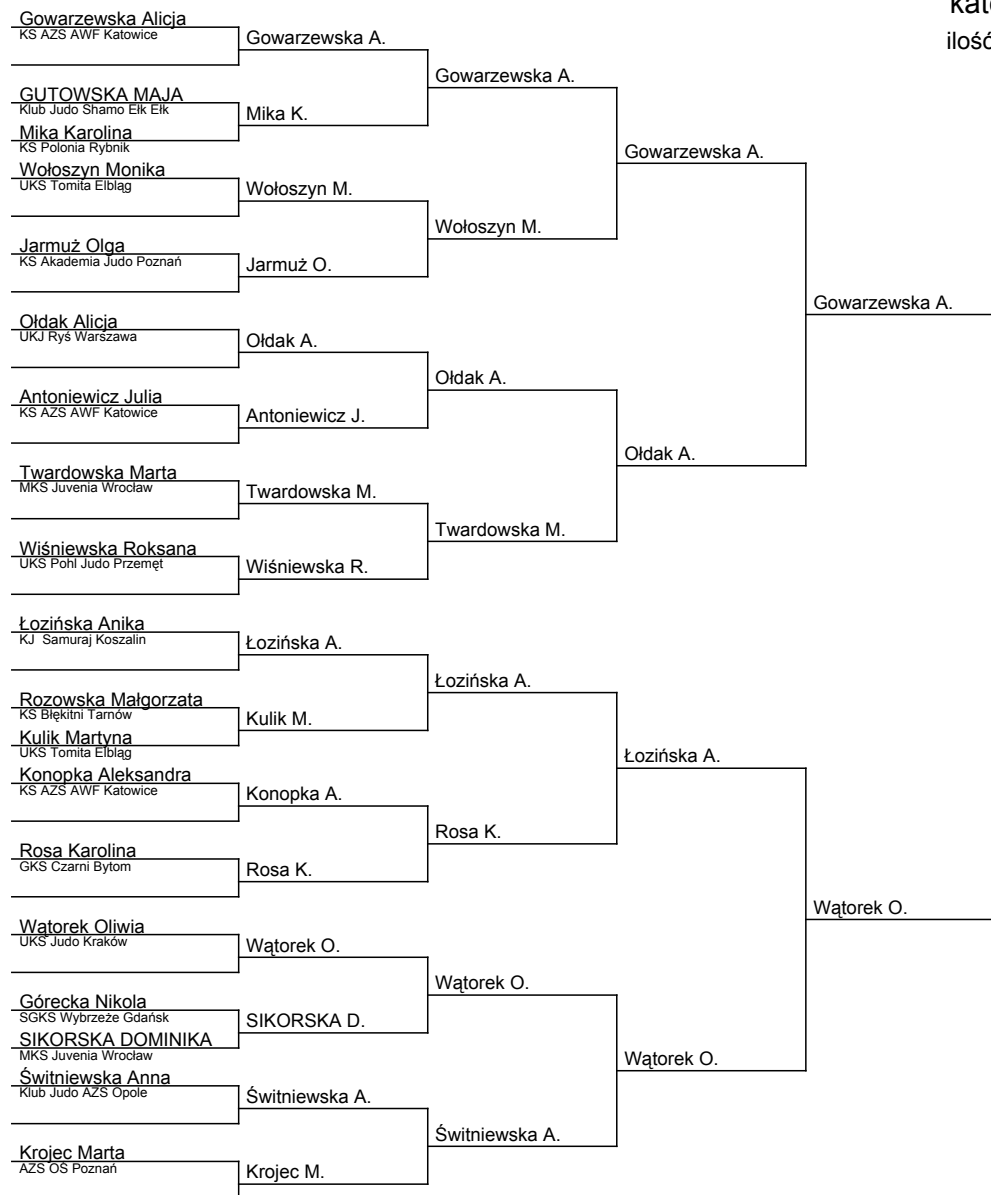 kat
ilość
Gowarzewska Alicja
KS AZS AWF Katowice
GUTOWSKA MAJA
Klub Judo Shamo Ełk Ełk
Mika Karolina
KS Polonia Rybnik
Wołoszyn Monika
UKS Tomita Elbląg
Jarmuż Olga
KS Akademia Judo Poznań
Ołdak Alicja
UKJ Ryś Warszawa
Antoniewicz Julia
KS AZS AWF Katowice
Twardowska Marta
MKS Juvenia Wrocław
Wiśniewska Roksana
UKS Pohl Judo Przemęt
Łozińska Anika
KJ Samuraj Koszalin
Rozowska Małgorzata
KS Błękitni Tarnów
Kulik Martyna
UKS Tomita Elbląg
Konopka Aleksandra
KS AZS AWF Katowice
Rosa Karolina
GKS Czarni Bytom
Wątorek Oliwia
UKS Judo Kraków
Górecka Nikola
SGKS Wybrzeże Gdańsk
SIKORSKA DOMINIKA
MKS Juvenia Wrocław
Świtniewska Anna
Klub Judo AZS Opole
Krojec Marta
AZS OŚ Poznań
Gowarzewska A.
Mika K.
Wołoszyn M.
Jarmuż O.
Ołdak A.
Antoniewicz J.
Twardowska M.
Wiśniewska R.
Łozińska A.
Kulik M.
Konopka A.
Rosa K.
Wątorek O.
SIKORSKA D.
Świtniewska A.
Krojec M.
Gowarzewska A.
Wołoszyn M.
Ołdak A.
Twardowska M.
Łozińska A.
Rosa K.
Wątorek O.
Świtniewska A.
Gowarzewska A.
Ołdak A.
Łozińska A.
Wątorek O.
Gowarzewska A.
Wątorek O.